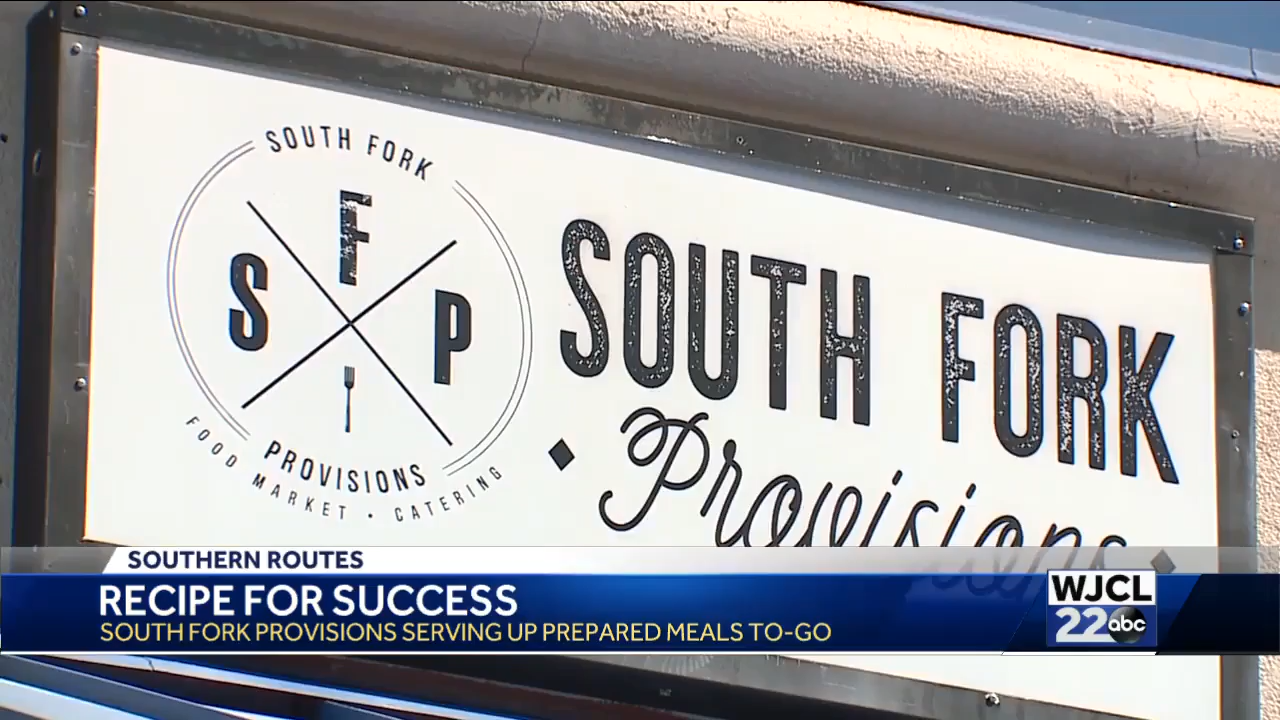 SOUTH FORK
F
S P
PROVISIONS
FOOD MARKET • CATERING
SOUTH FORK
Provisions
SOUTHERN ROUTES
RECIPE FOR SUCCESS
SOUTH FORK PROVISIONS SERVING UP PREPARED MEALS TO-GO
WJCL
22 abc